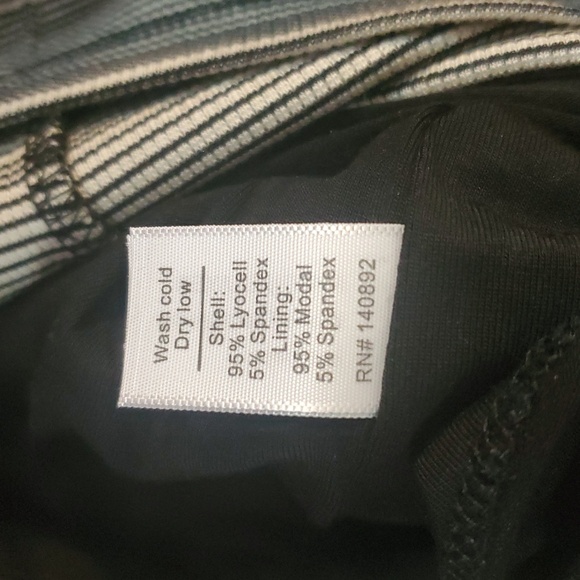 Wash cold
Dry low
Shell:
95% Lyocell
5% Spandex
Lining:
95% Modal
5% Spandex
RN# 140892